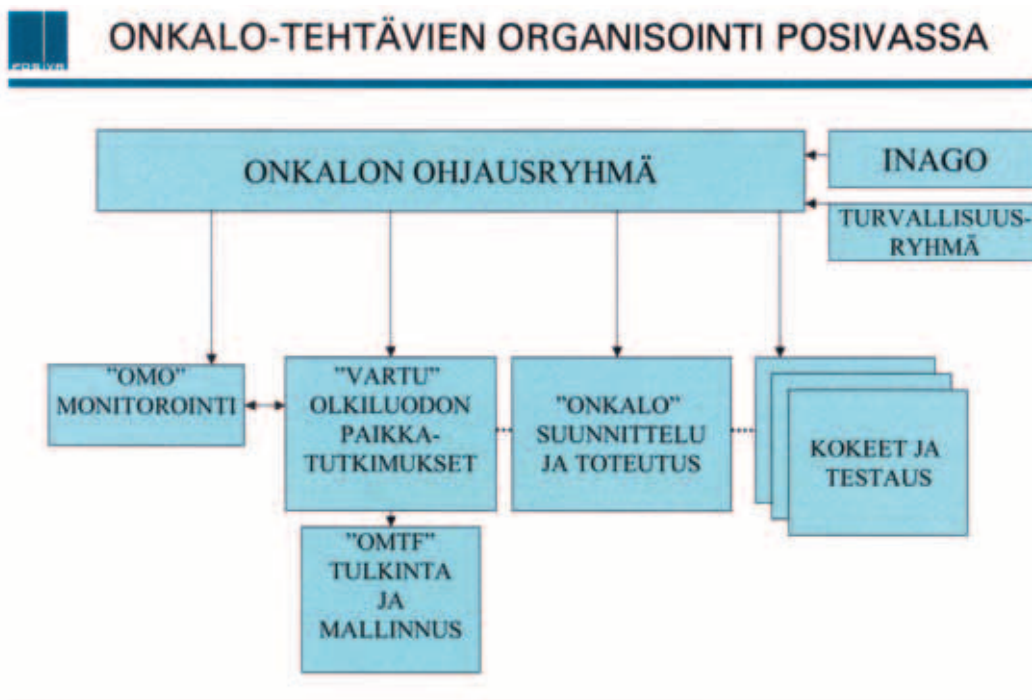 POSIVA
ONKALO-TEHTÄVIEN ORGANISOINTI POSIVASSA
ONKALON OHJAUSRYHMÄ
INAGO
TURVALLISUUS-
RYHMÄ
"OMO"
MONITOROINTI
"VARTU"
OLKILUODON
PAIKKA-
TUTKIMUKSET
"ONKALO"
SUUNNITTELU
JA TOTEUTUS
KOKEET JA
TESTAUS
"OMTF"
TULKINTA
JA
MALLINNUS